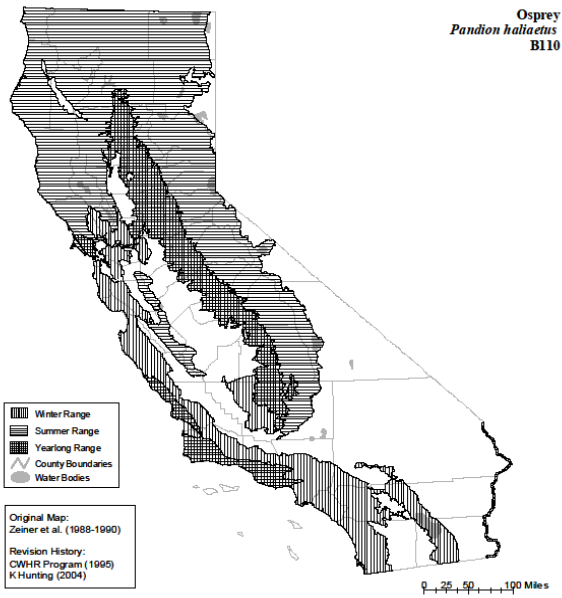 Osprey
Pandion haliaetus
B110
Winter Range
Summer Range
Yearlong Range
County Boundaries
Water Bodies
Original Map:
Zeiner et al. (1988-1990)
Revision History:
CWHR Program (1995)
K Hunting (2004)
0 25 50 100 Miles